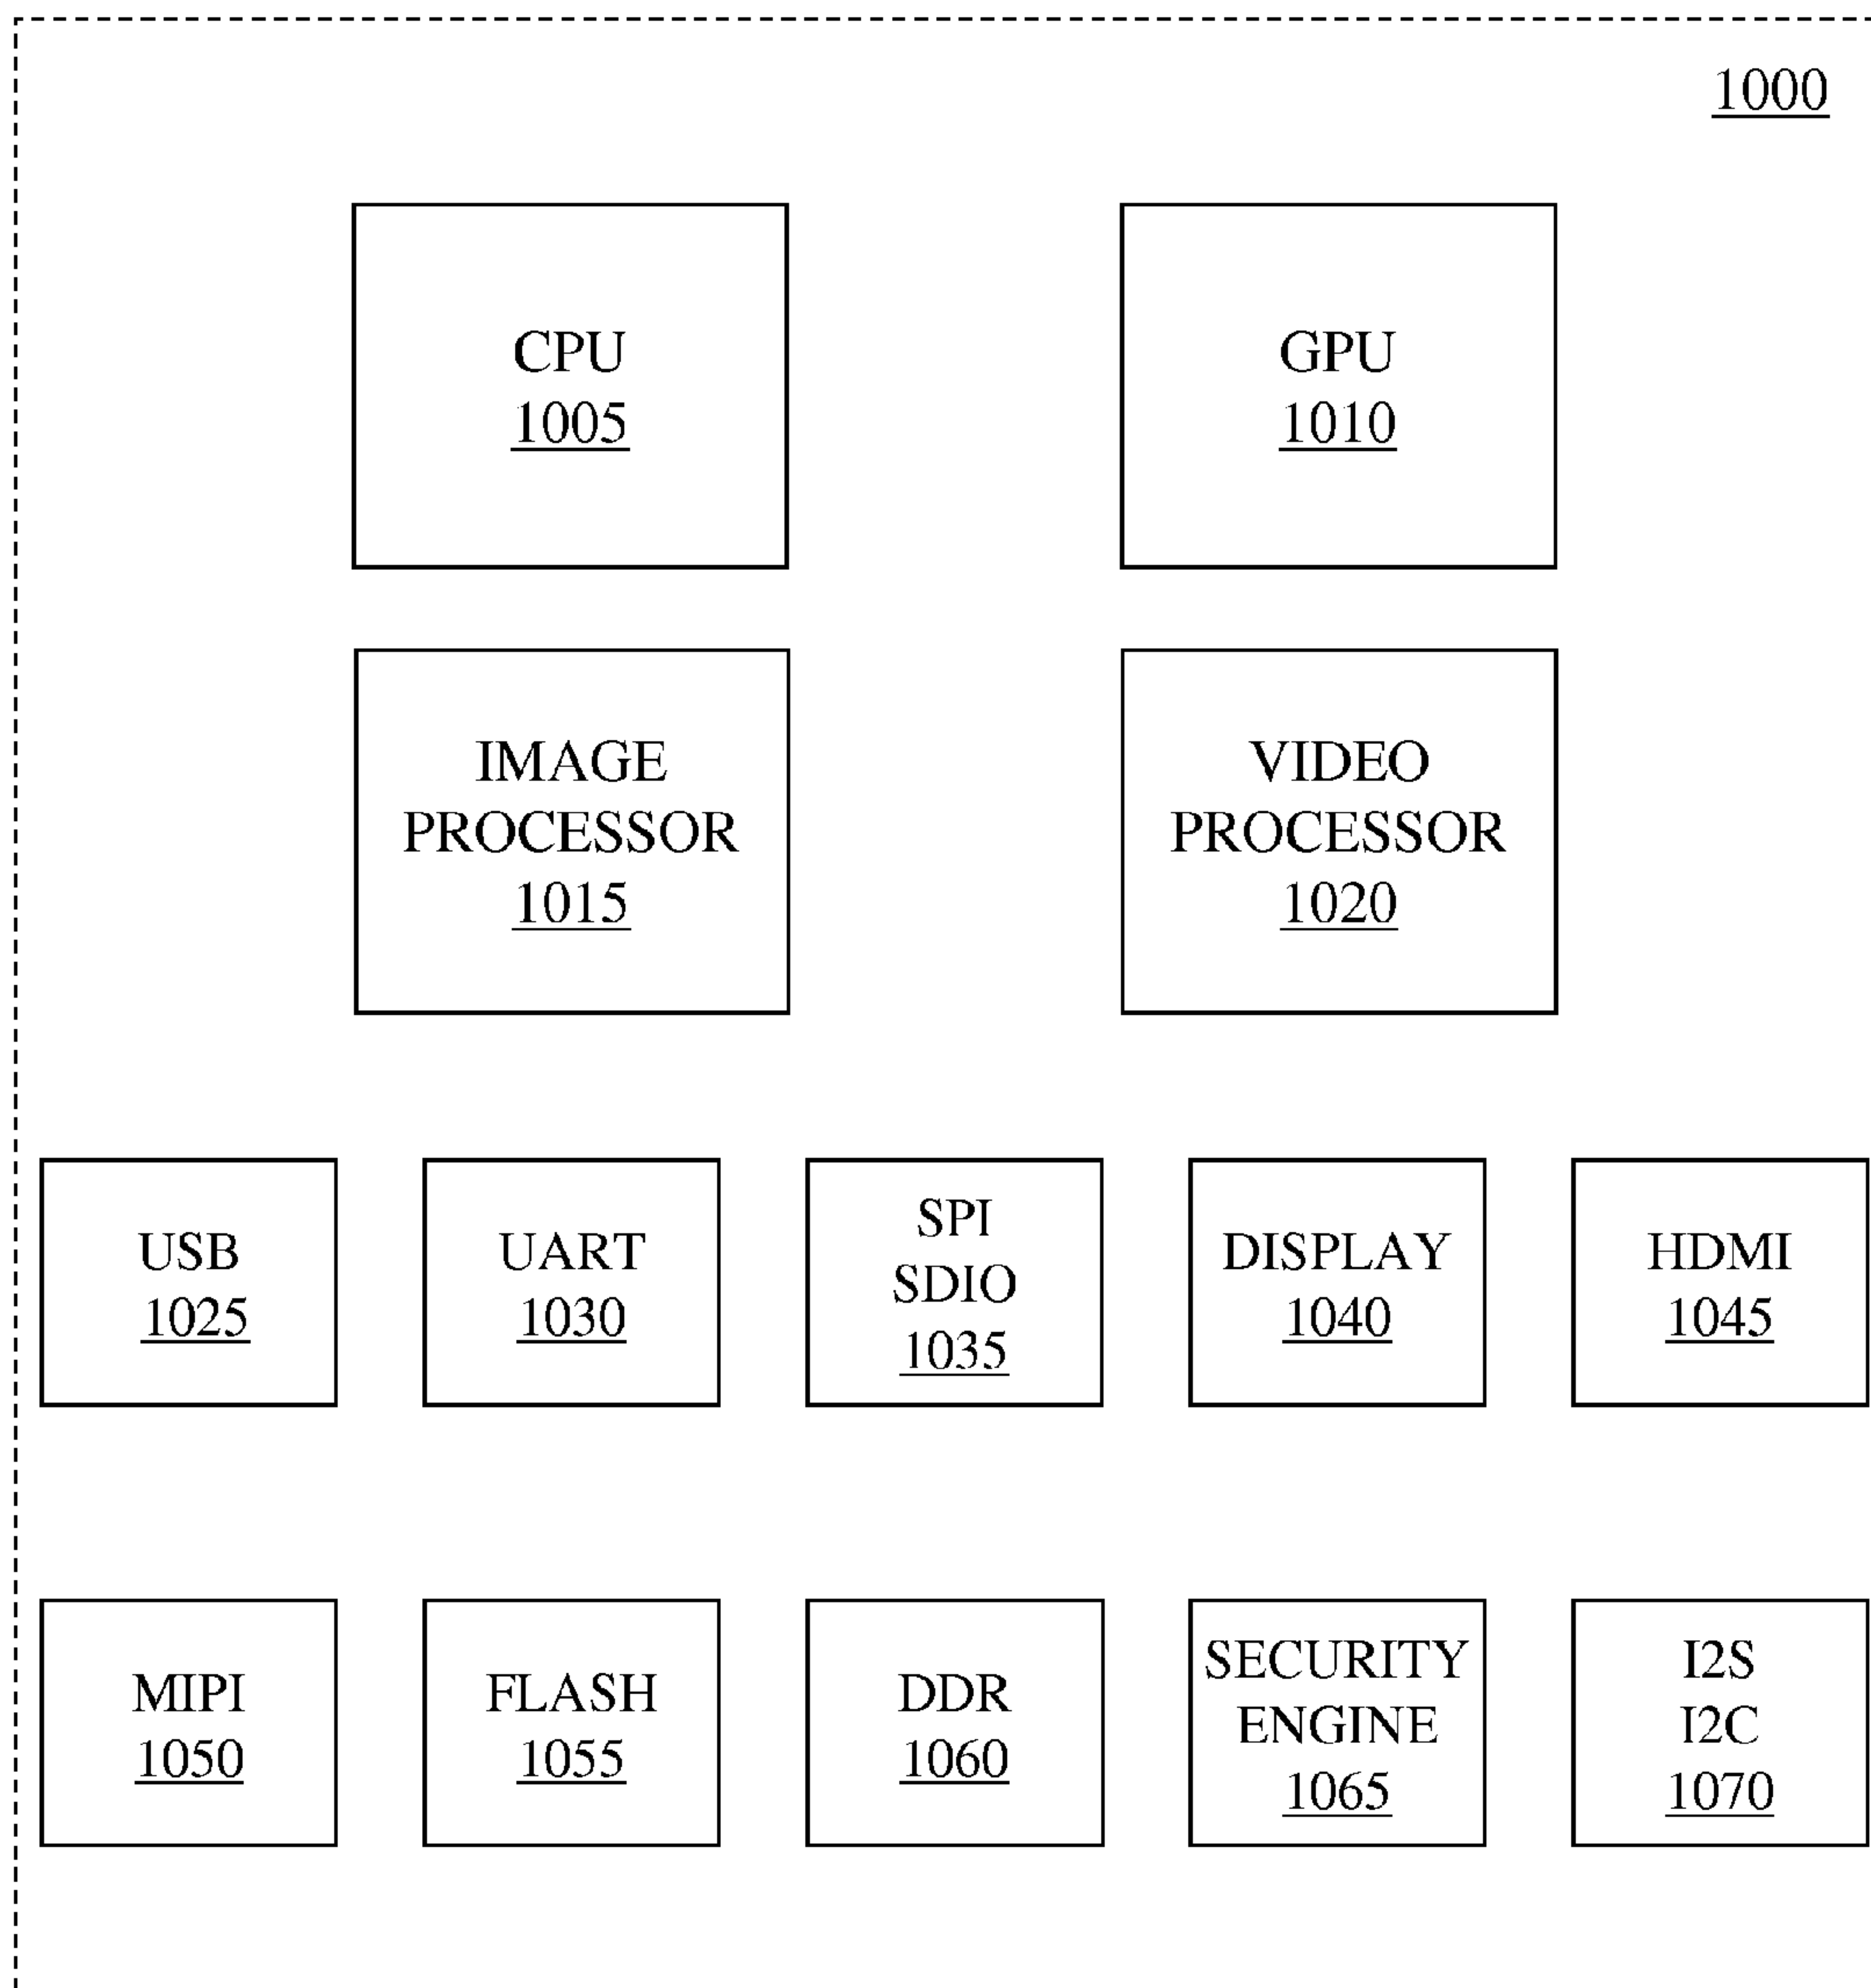 1000
CPU
1005
GPU
1010
IMAGE
PROCESSOR
1015
VIDEO
PROCESSOR
1020
USB
1025
UART
1030
SPI
SDIO
1035
DISPLAY
1040
HDMI
1045
MIPI
1050
FLASH
1055
DDR
1060
SECURITY
ENGINE
1065
I2S
I2C
1070